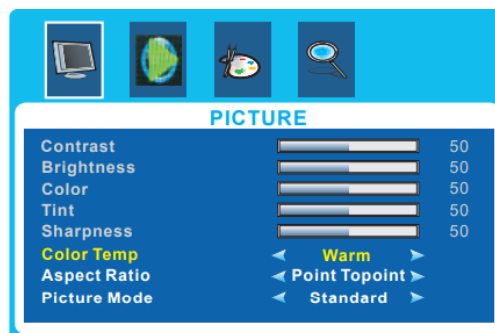 PICTURE
Contrast 50
Brightness 50
Color 50
Tint 50
Sharpness 50
Color Temp Warm
Aspect Ratio Point Topoint
Picture Mode Standard